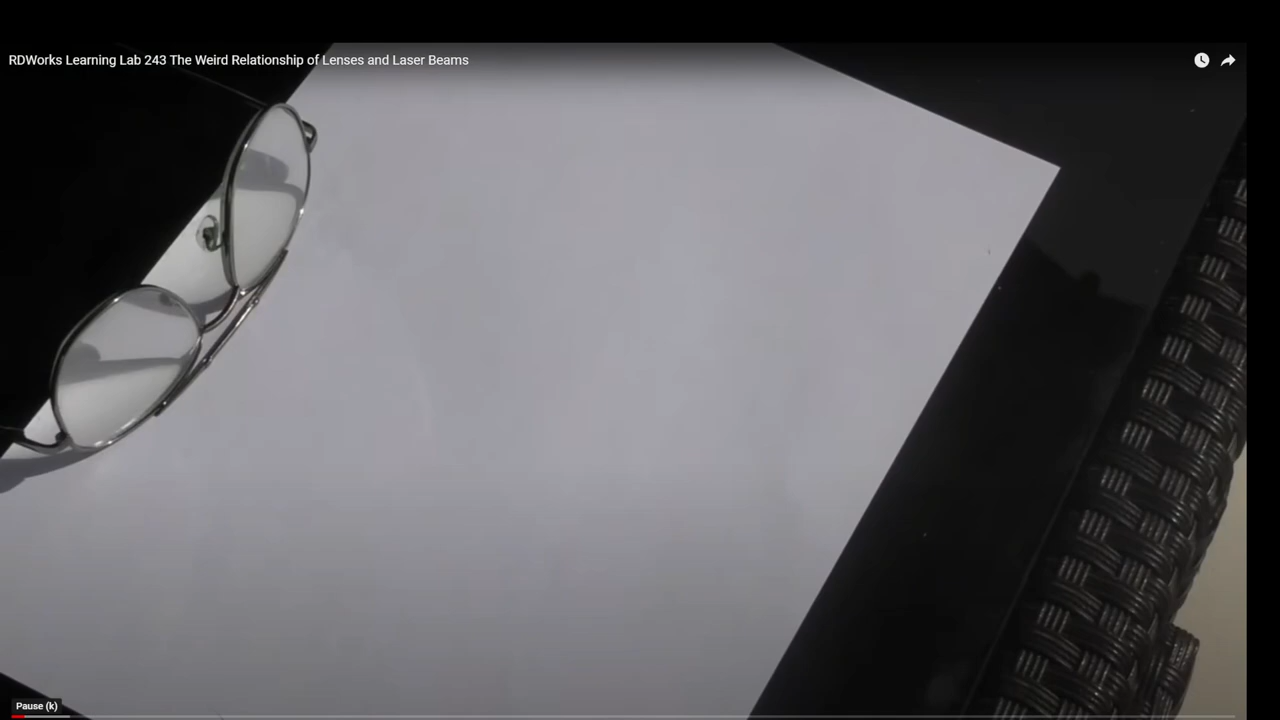 RDWorks Learning Lab 243 The Weird Relationship of Lenses and Laser Beams
Pause (k)